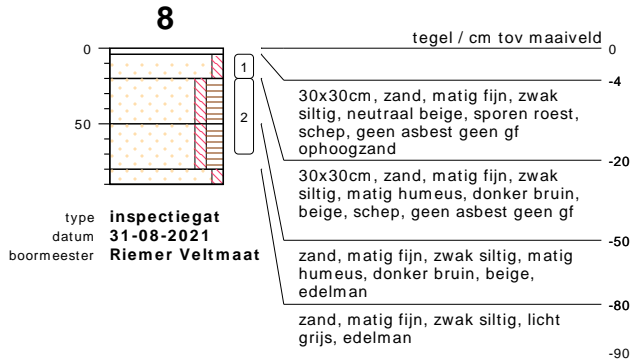 8
tegel / cm tov maaiveld
0
0
-4
1
30x30cm, zand, matig fijn, zwak
siltig, neutraal beige, sporen roest,
schep, geen asbest geen gf
ophoogzand
2
-20
50
30x30cm, zand, matig fijn, zwak
siltig, matig humeus, donker bruin,
beige, schep, geen asbest geen gf
-50
type inspectiegat
datum 31-08-2021
boormeester Riemer Veltmaat
zand, matig fijn, zwak siltig, matig
humeus, donker bruin, beige,
edelman
-80
zand, matig fijn, zwak siltig, licht
grijs, edelman
-90